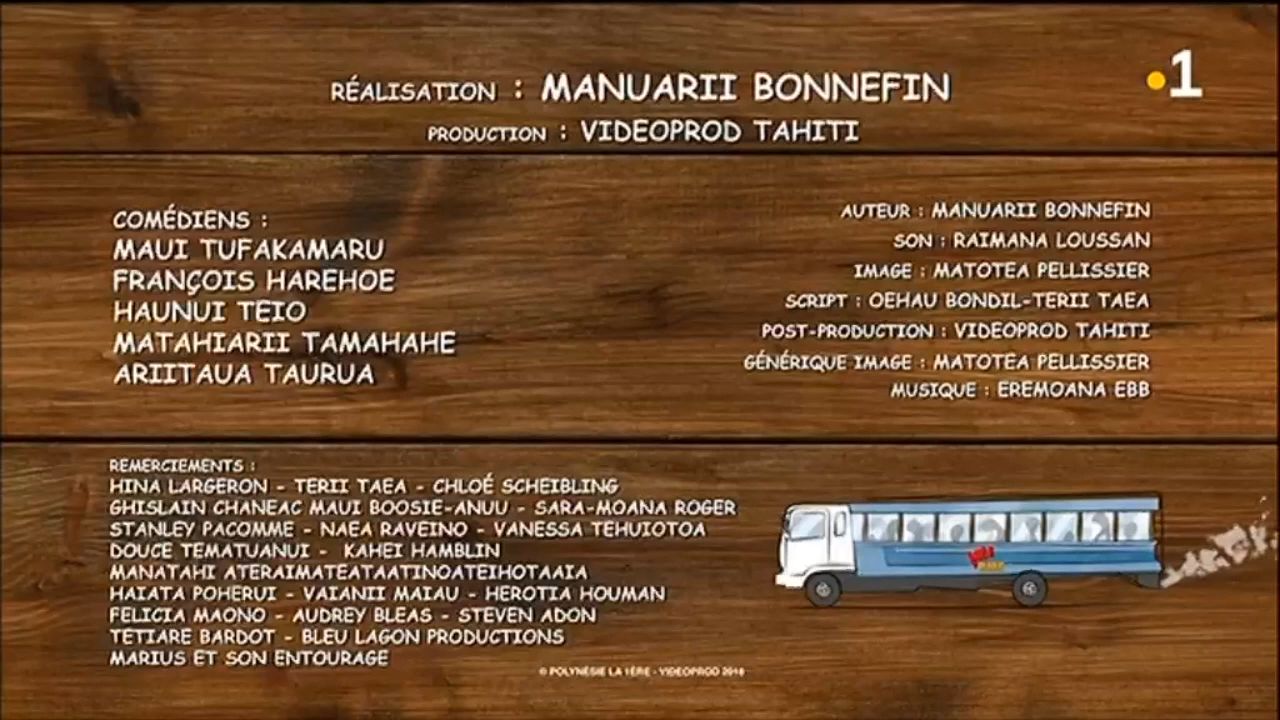 RÉALISATION : MANUARII BONNEFIN
1
PRODUCTION : VIDEOPROD TAHITI
COMÉDIENS :
MAUI TUFAKAMARU
FRANÇOIS HAREHOE
HAUNUI TEIO
MATAHIARII TAMAHAHE
ARIITAUA TAURUA
AUTEUR : MANUARII BONNEFIN
SON : RAIMANA LOUSSAN
IMAGE : MATOTEA PELLISSIER
SCRIPT : OEHAU BONDIL-TERII TAEA
POST-PRODUCTION : VIDEOPROD TAHITI
GÉNÉRIQUE IMAGE : MATOTEA PELLISSIER
MUSIQUE : EREMOANA EBB
REMERCIEMENTS :
HINA LARGERON - TERII TAEA - CHLOÉ SCHEIBLING
GHISLAIN CHANEAC MAUI BOOSIE-ANUU - SARA-MOANA ROGER
STANLEY PACOMME - NAEA RAVEINO - VANESSA TEHUIOTOA
DOUCE TEMATUANUI - KAHEI HAMBLIN
MANATAHI ATERAIMATEATAATINOATEIHOTAAIA
HAIATA POHERUI - VAIANII MAIAU - HEROTIA HOUMAN
FELICIA MAONO - AUDREY BLEAS - STEVEN ADON
TETIARE BARDOT - BLEU LAGON PRODUCTIONS
MARIUS ET SON ENTOURAGE
© POLYNÉSIE LA 1ÈRE - VIDEOPROD